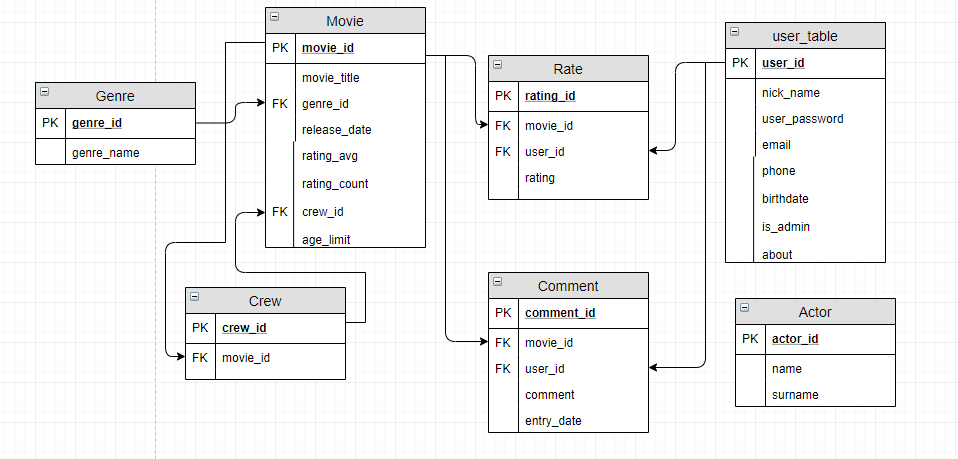 Movie
PK movie_id
movie_title
FK genre_id
release_date
rating_avg
rating_count
FK crew_id
age_limit
Genre
PK genre_id
genre_name
Rate
PK rating_id
FK movie_id
FK user_id
rating
user_table
PK user_id
nick_name
user_password
email
phone
birthdate
is_admin
about
Crew
PK crew_id
FK movie_id
Comment
PK comment_id
FK movie_id
FK user_id
comment
entry_date
Actor
PK actor_id
name
surname